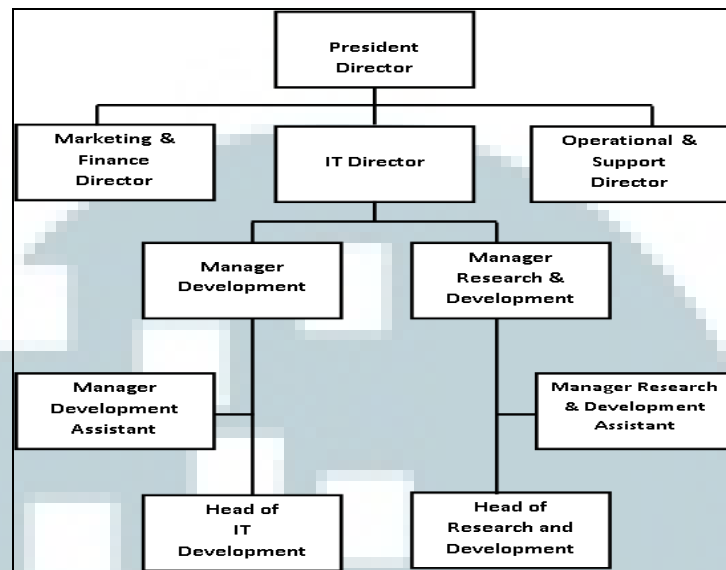 President
Director
Marketing &
Finance
Director
IT Director
Operational &
Support
Director
Manager
Development
Manager
Research &
Development
Manager
Development
Assistant
Manager Research
& Development
Assistant
Head of
IT
Development
Head of
Research and
Development